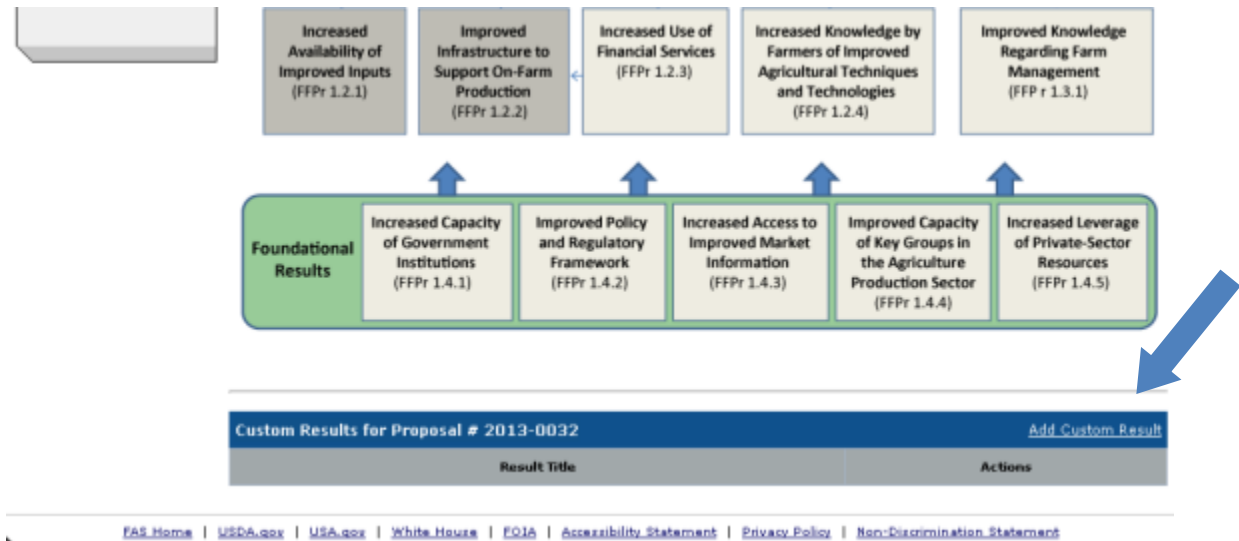 Increased
Availability of
Improved Inputs
(FFPr 1.2.1)
Improved
Infrastructure to
Support On-Farm
Production
(FFPr 1.2.2)
Increased Use of
Financial Services
(FFPr 1.2.3)
Increased Knowledge by
Farmers of Improved
Agricultural Techniques
and Technologies
(FFPr 1.2.4)
Improved Knowledge
Regarding Farm
Management
(FFP r 1.3.1)
Foundational
Results
Increased Capacity
of Government
Institutions
(FFPr 1.4.1)
Improved Policy
and Regulatory
Framework
(FFPr 1.4.2)
Increased Access to
Improved Market
Information
(FFPr 1.4.3)
Improved Capacity
of Key Groups in
the Agriculture
Production Sector
(FFPr 1.4.4)
Increased Leverage
of Private-Sector
Resources
(FFPr 1.4.5)
Custom Results for Proposal # 2013-0032 Add Custom Result
Result Title Actions
FAS Home | USDA.gov | USA.gov | White House | FOIA | Accessibility Statement | Privacy Policy | Non-Discrimination Statement